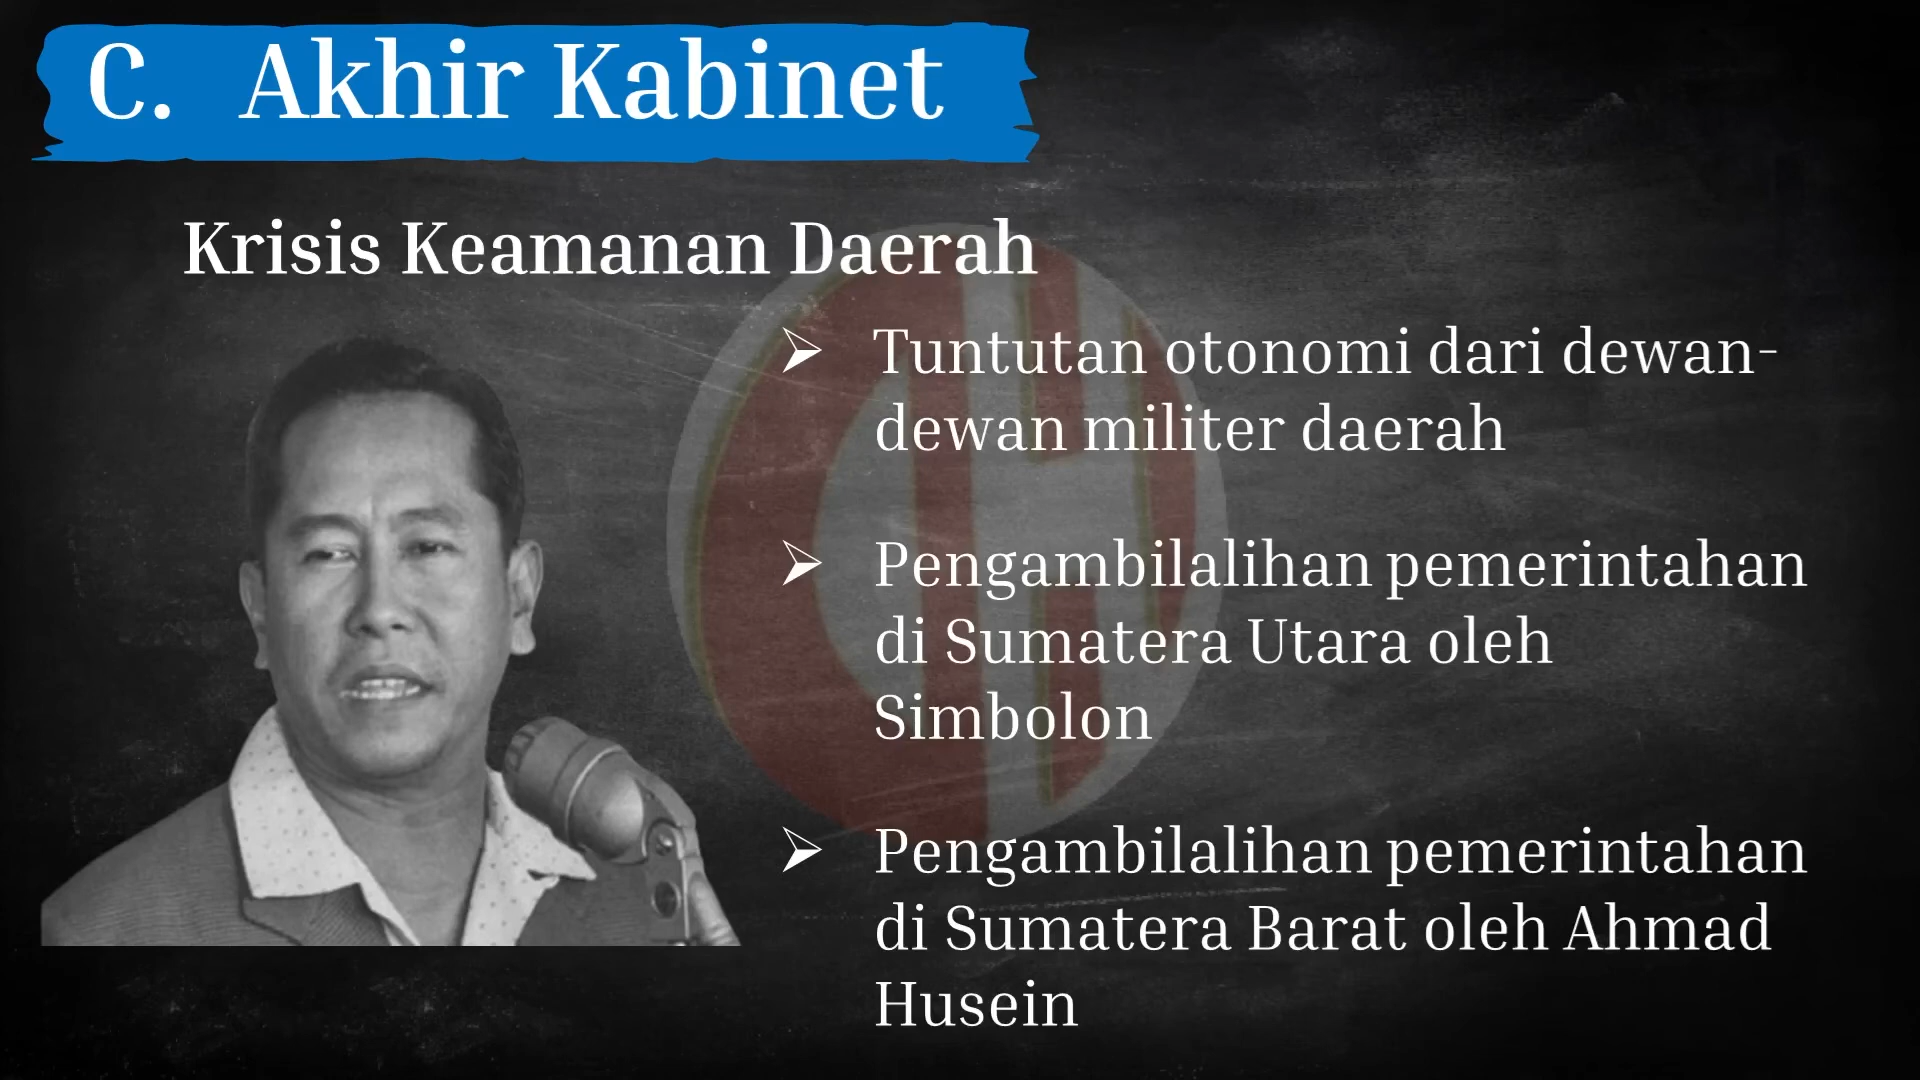 C. Akhir Kabinet
Krisis Keamanan Daerah
➢ Tuntutan otonomi dari dewan-
dewan militer daerah
➢ Pengambilalihan pemerintahan
di Sumatera Utara oleh
Simbolon
➢ Pengambilalihan pemerintahan
di Sumatera Barat oleh Ahmad
Husein